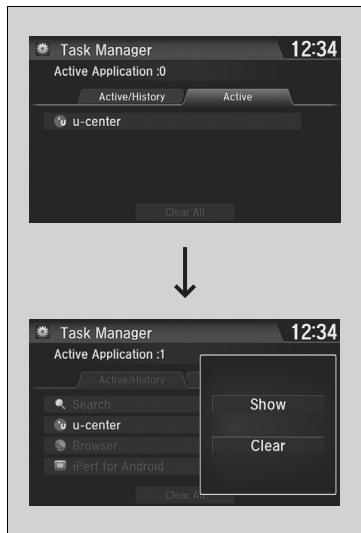 Task Manager 12:34
Active Application :0
Active/History Active
u-center
Clear All
Task Manager 12:34
Active Application :1
Active/History
Search
u-center
Browser
iPerf for Android
Clear All
Show
Clear